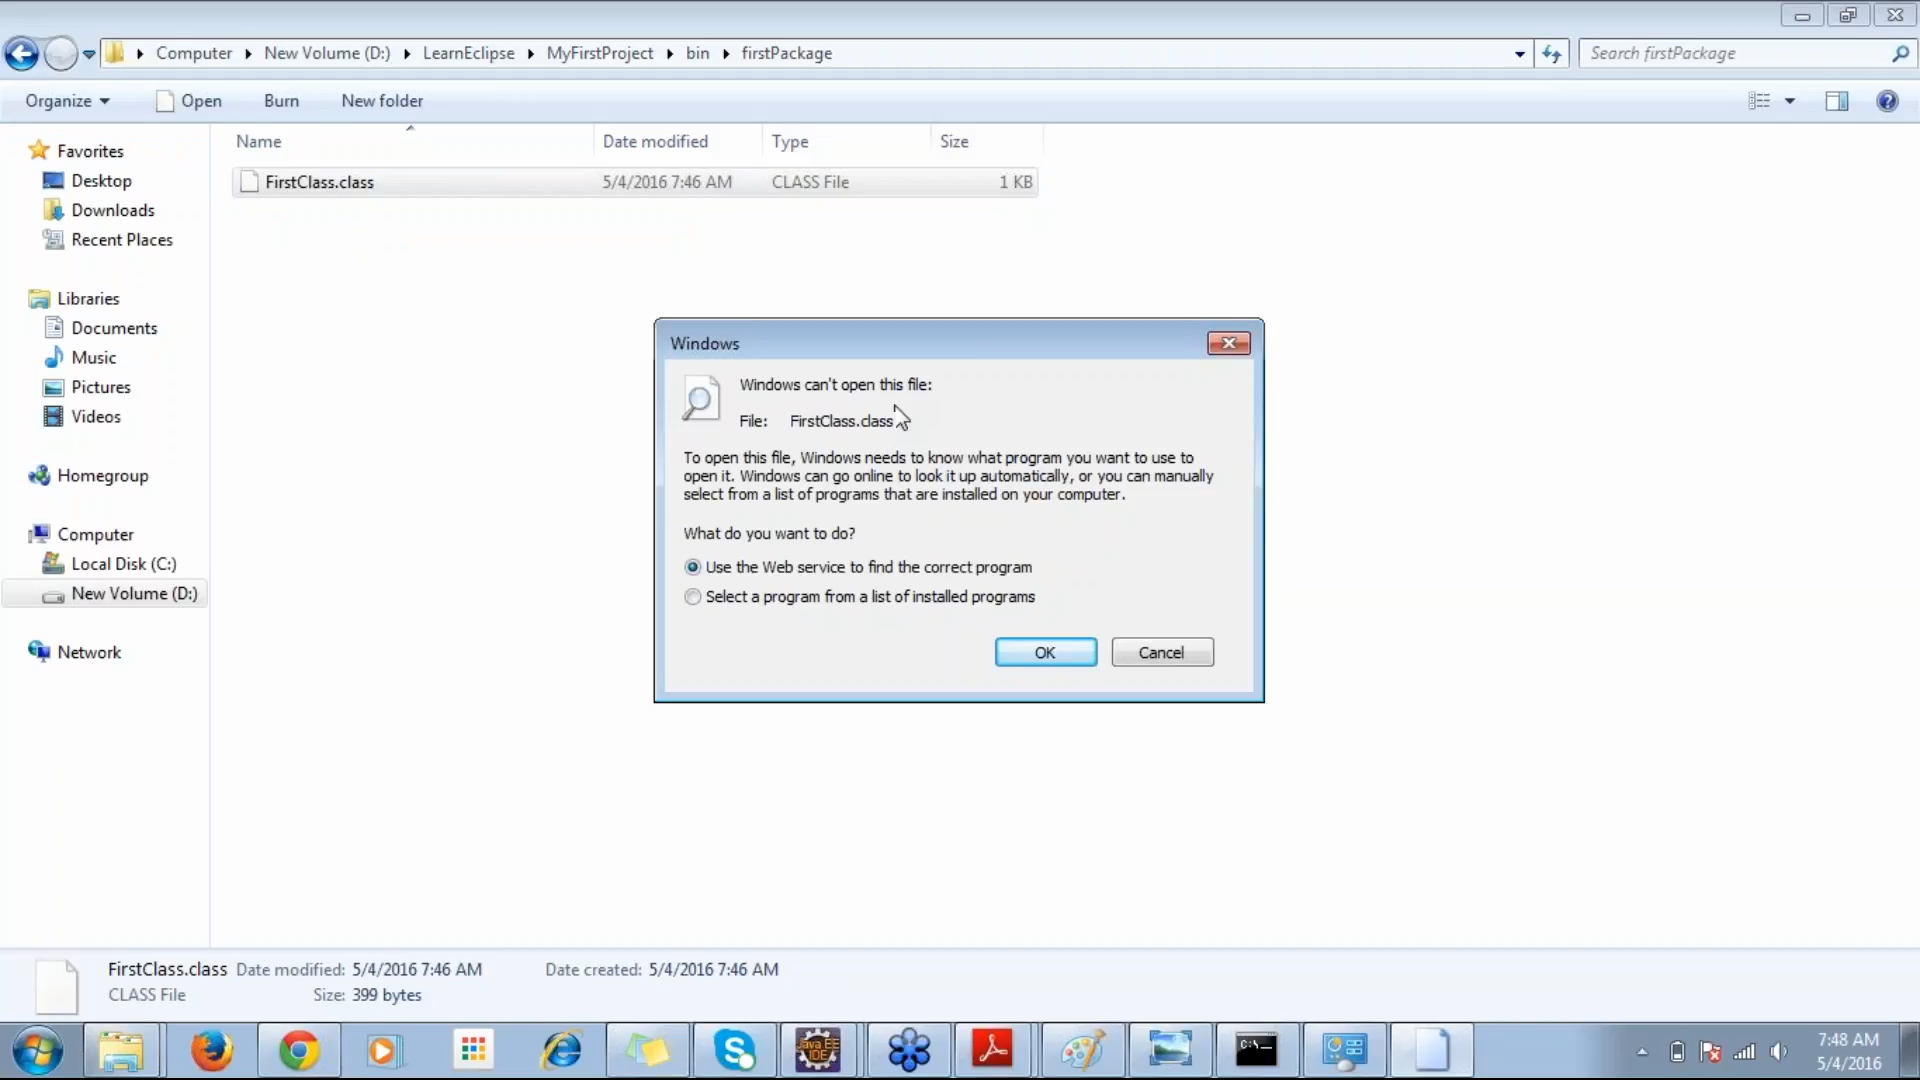 Computer New Volume (D:) LearnEclipse MyFirstProject bin firstPackage
Search firstPackage
Organize Open Burn New folder
Name Date modified Type Size
FirstClass.class 5/4/2016 7:46 AM CLASS File 1 KB
Favorites
Desktop
Downloads
Recent Places
Libraries
Documents
Music
Pictures
Videos
Homegroup
Computer
Local Disk (C:)
New Volume (D:)
Network
Windows
Windows can't open this file:
File: FirstClass.class
To open this file, Windows needs to know what program you want to use to
open it. Windows can go online to look it up automatically, or you can manually
select from a list of programs that are installed on your computer.
What do you want to do?
Use the Web service to find the correct program
Select a program from a list of installed programs
OK Cancel
FirstClass.class Date modified: 5/4/2016 7:46 AM Date created: 5/4/2016 7:46 AM
CLASS File Size: 399 bytes
Java EE
IDE
C:\_
7:48 AM
5/4/2016